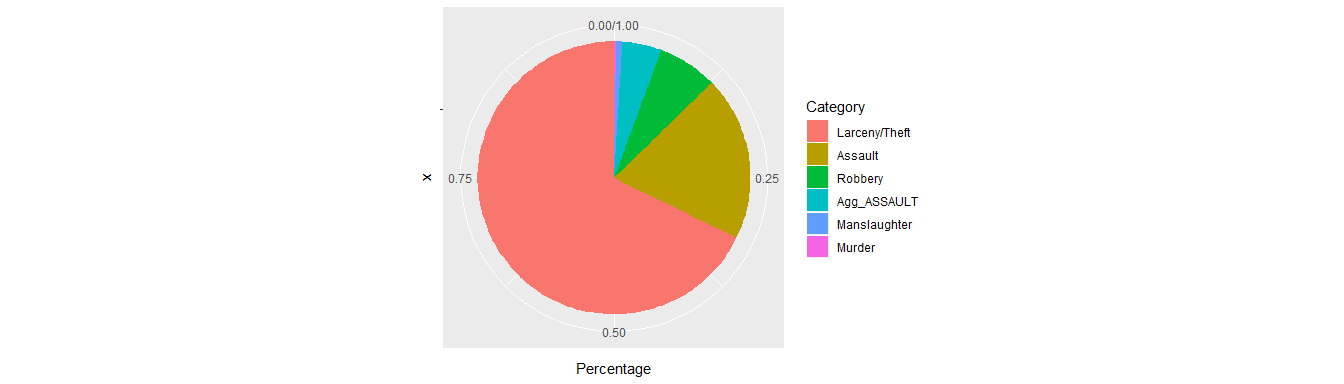 0.00/1.00
x
0.75
0.25
0.50
Percentage
Category
Larceny/Theft
Assault
Robbery
Agg_ASSAULT
Manslaughter
Murder